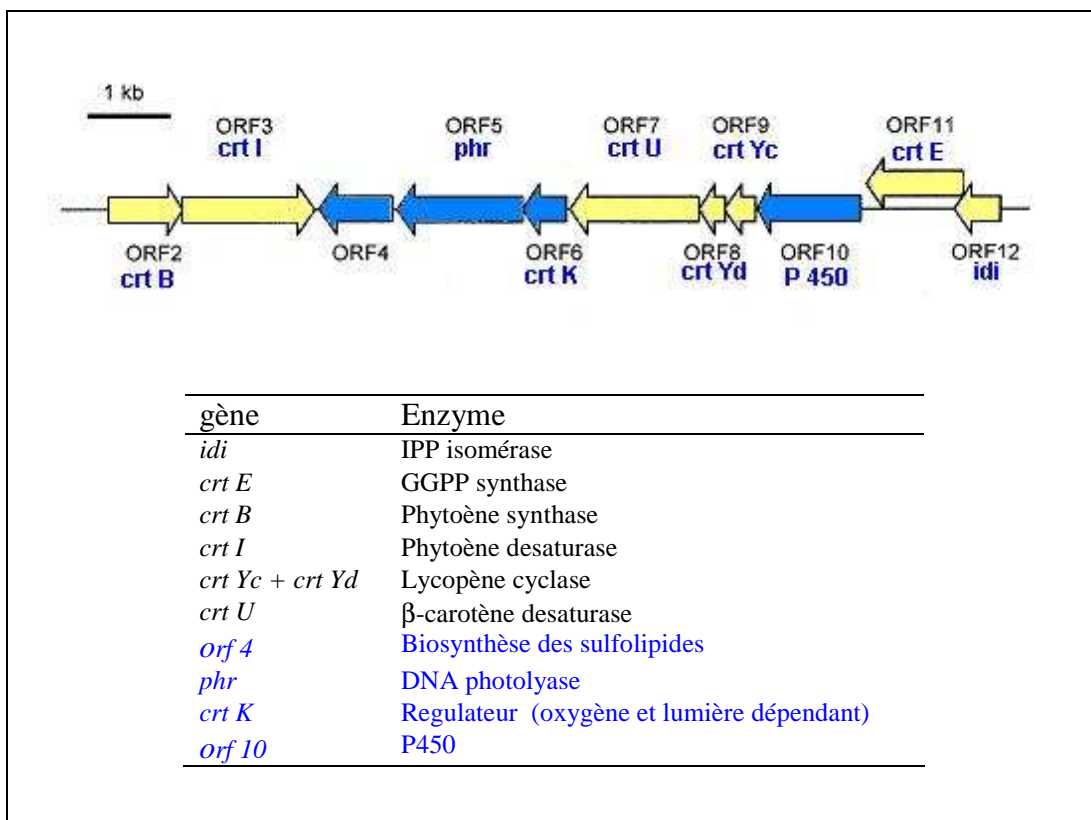 1 kb
ORF3 ORF5 ORF7 ORF9 ORF11
crt I phr crt U crt Yc crt E
ORF2 ORF4 ORF6 ORF8 ORF10 ORF12
crt B crt K crt Yd P 450 idi
gène Enzyme
idi IPP isomérase
crt E GGPP synthase
crt B Phytoène synthase
crt I Phytoène desaturase
crt Yc + crt Yd Lycopène cyclase
crt U β-carotène desaturase
orf 4 Biosynthèse des sulfolipides
phr DNA photolyase
crt K Regulateur (oxygène et lumière dépendant)
orf 10 P450